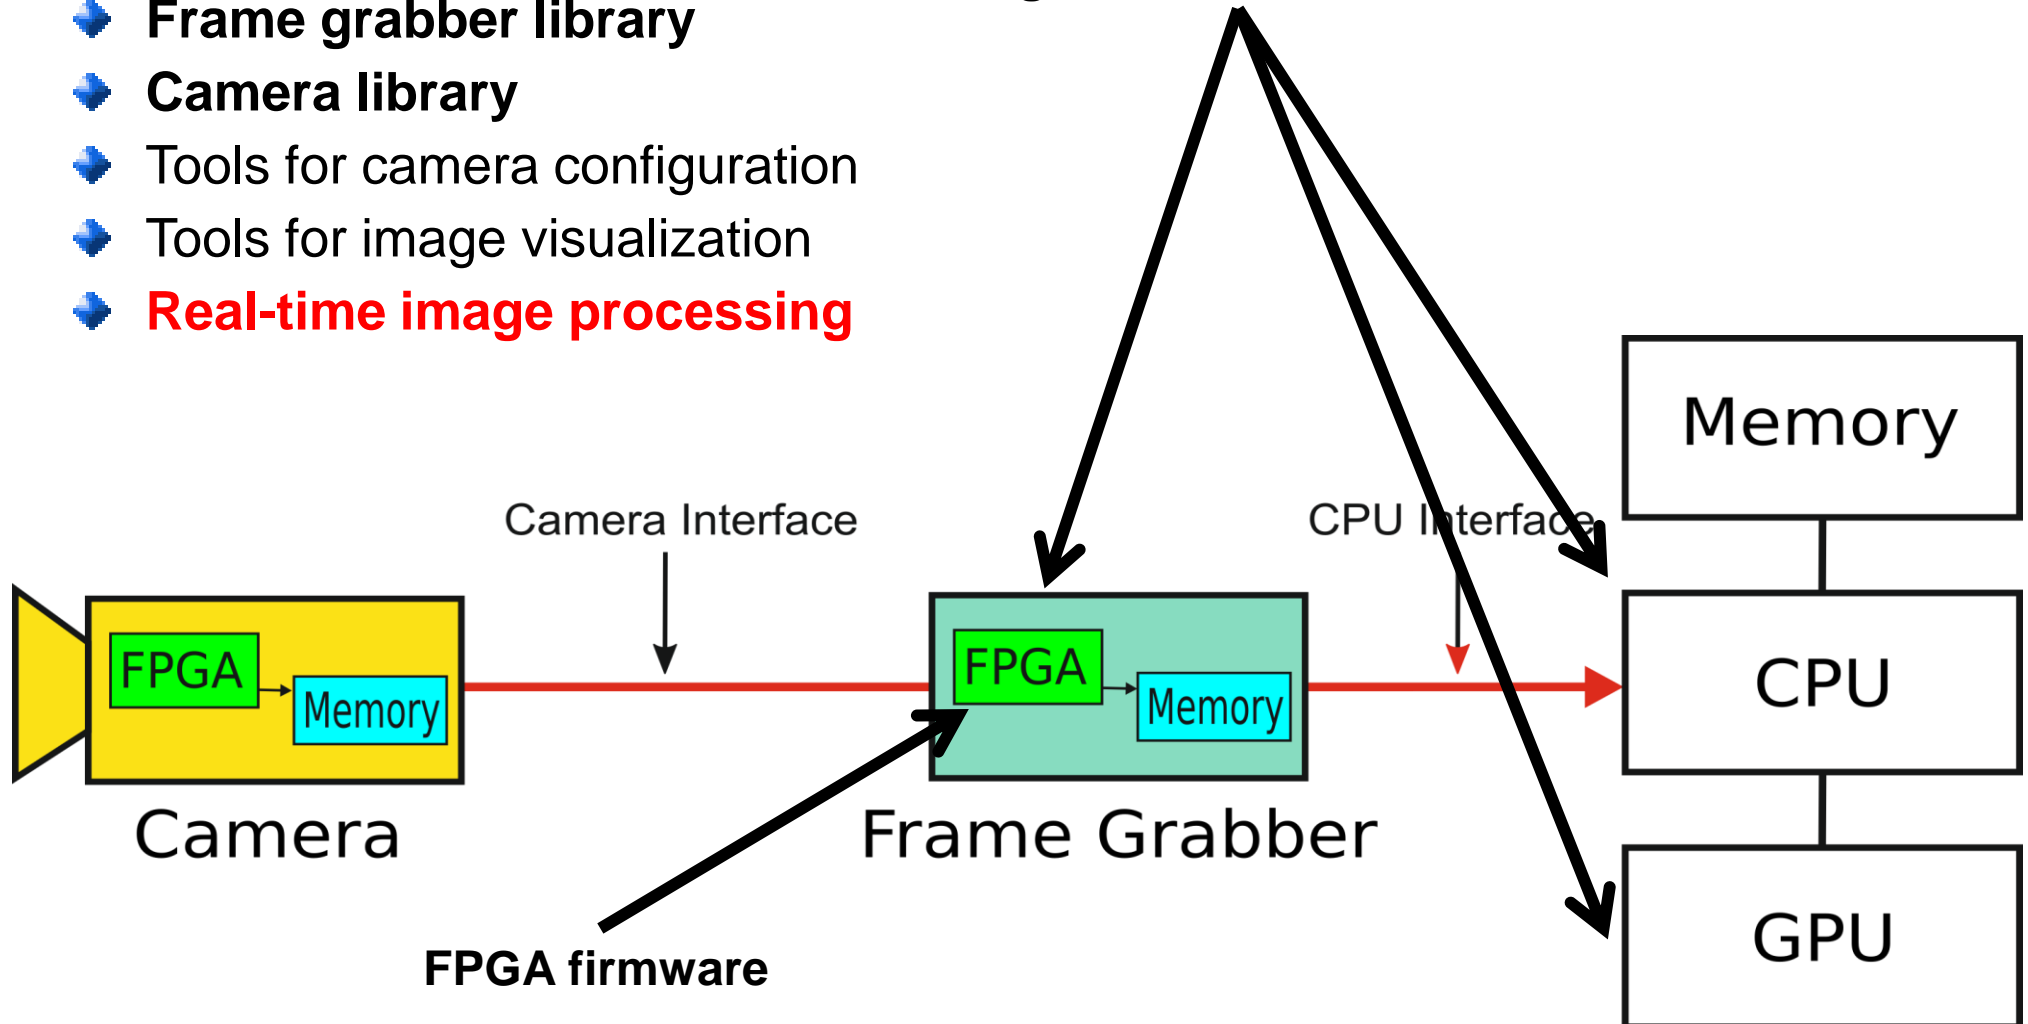 Frame grabber library
Camera library
Tools for camera configuration
Tools for image visualization
Real-time image processing
Memory
Camera Interface
CPU Interface
FPGA
Memory
FPGA
Memory
CPU
Camera
Frame Grabber
GPU
FPGA firmware